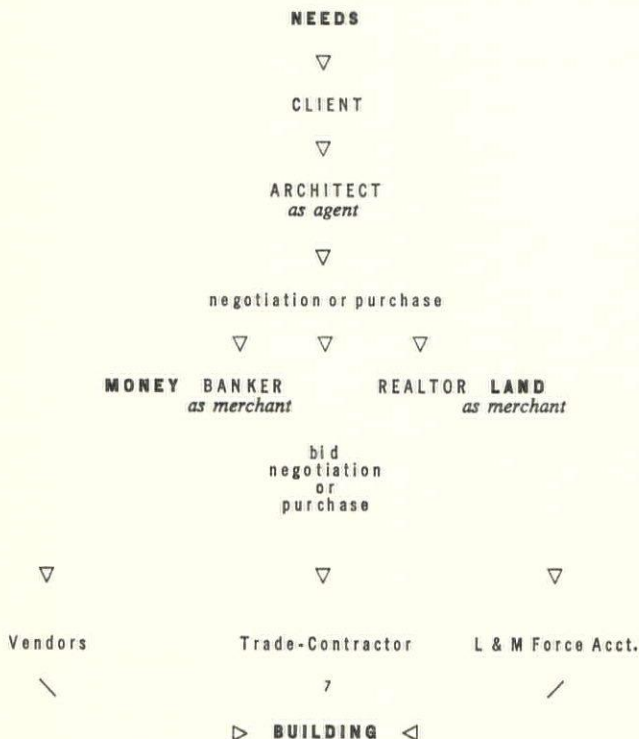 NEEDS
CLIENT
ARCHITECT
as agent
negotiation or purchase
MONEY BANKER REALTOR LAND
as merchant as merchant
bid
negotiation
or
purchase
Vendors Trade-Contractor L & M Force Acct.
7
BUILDING